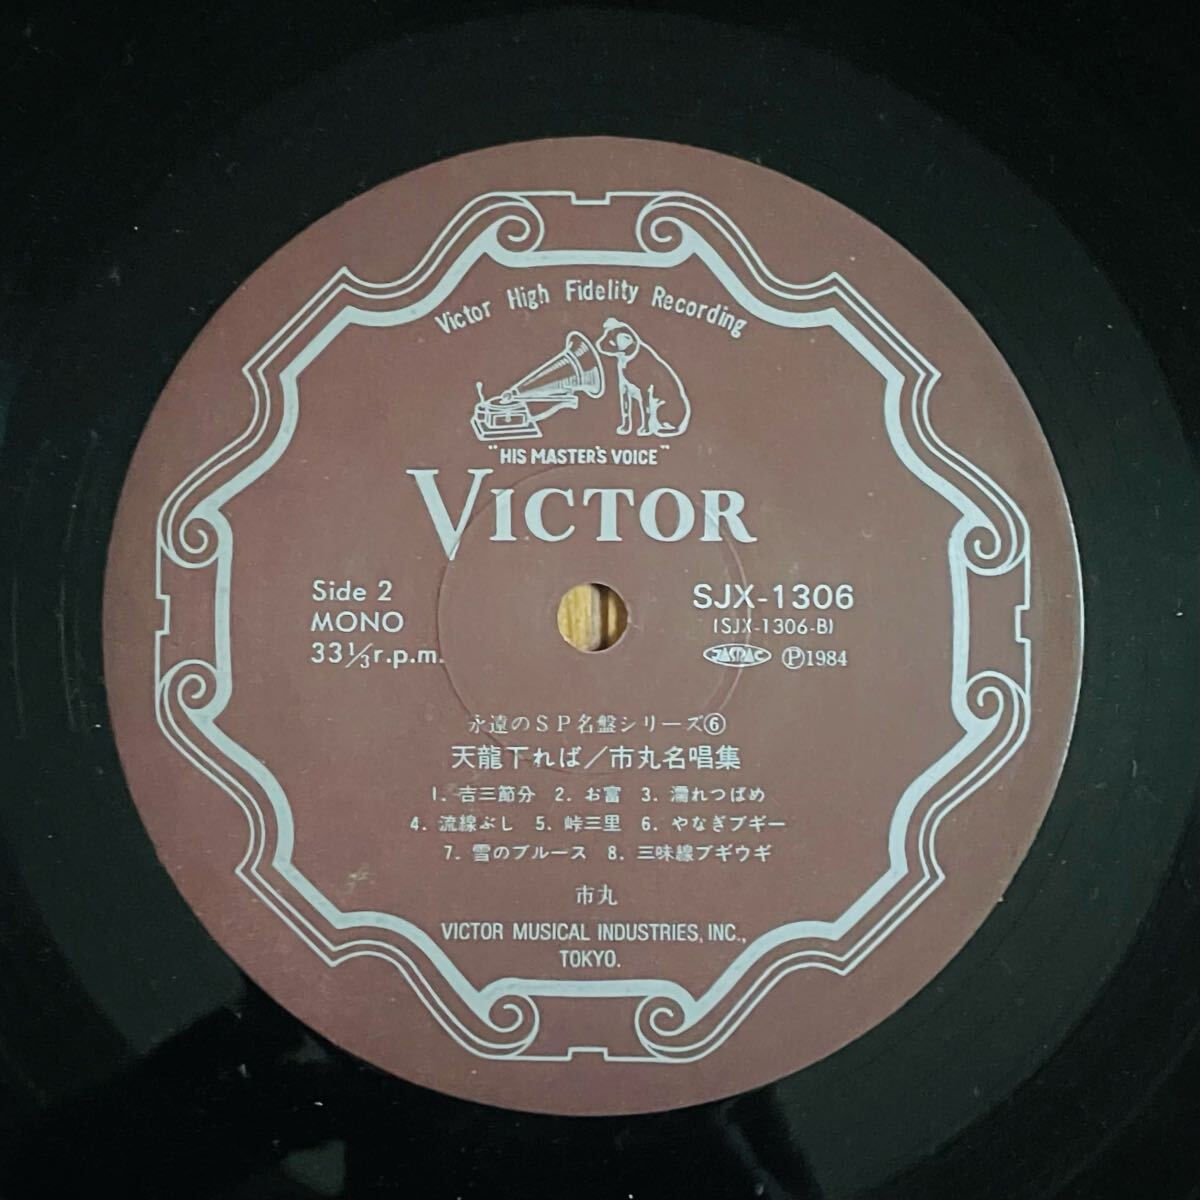 Victor High Fidelity Recording
"HIS MASTER'S VOICE"
VICTOR
Side 2
MONO
33⅓r.p.m.
SJX-1306
(SJX-1306-B)
JASRAC Ⓟ1984
永遠のSP名盤シリーズ⑥
天龍下れば/市丸名唱集
1. 吉三節分 2. お富 3. 濡れつばめ
4. 流線ぶし 5. 峠三里 6. やなぎブギー
7. 雪のブルース 8. 三味線ブギウギ
市丸
VICTOR MUSICAL INDUSTRIES, INC.,
TOKYO.